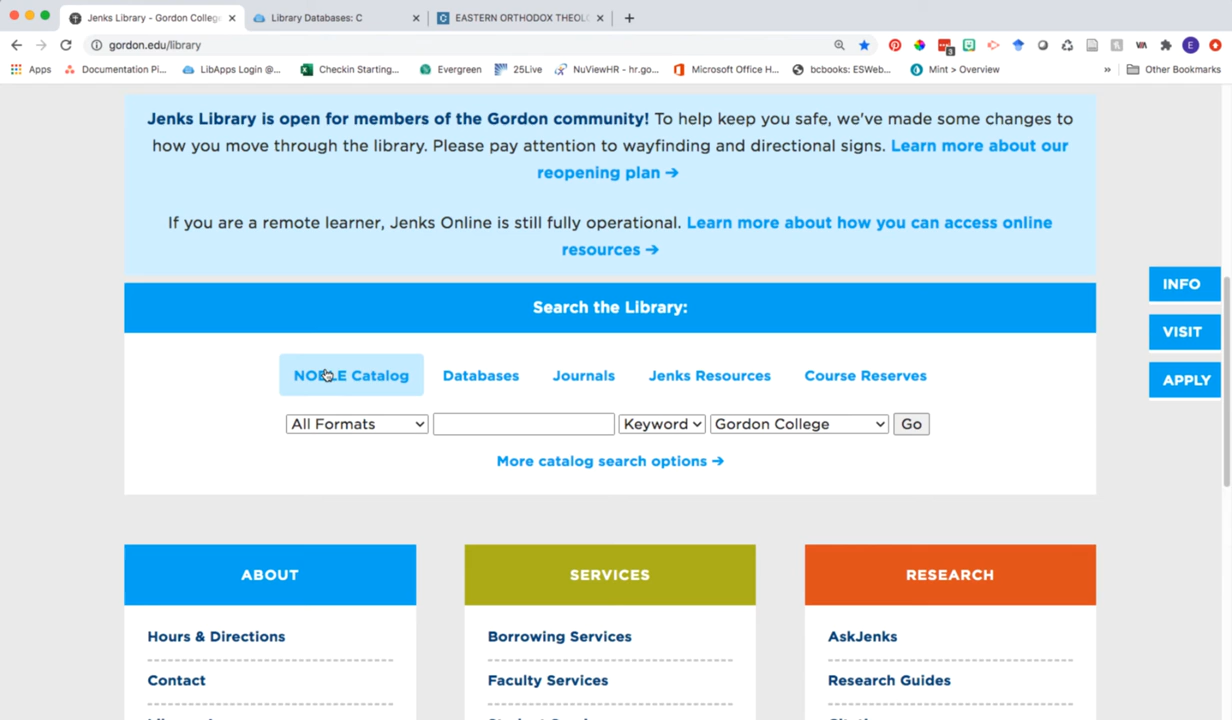 Jenks Library - Gordon College
Library Databases: C
EASTERN ORTHODOX THEOL
gordon.edu/library
E
Apps
Documentation Pi...
LibApps Login @...
Checkin Starting...
Evergreen
25Live
NuViewHR - hr.go...
Microsoft Office H...
bcbooks: ESWeb...
Mint > Overview
»
Other Bookmarks
Jenks Library is open for members of the Gordon community! To help keep you safe, we've made some changes to
how you move through the library. Please pay attention to wayfinding and directional signs. Learn more about our
reopening plan →
If you are a remote learner, Jenks Online is still fully operational. Learn more about how you can access online
resources →
INFO
VISIT
APPLY
Search the Library:
NOBLE Catalog Databases Journals Jenks Resources Course Reserves
All Formats Keyword Gordon College Go
More catalog search options →
ABOUT SERVICES RESEARCH
Hours & Directions Borrowing Services AskJenks
Contact Faculty Services Research Guides